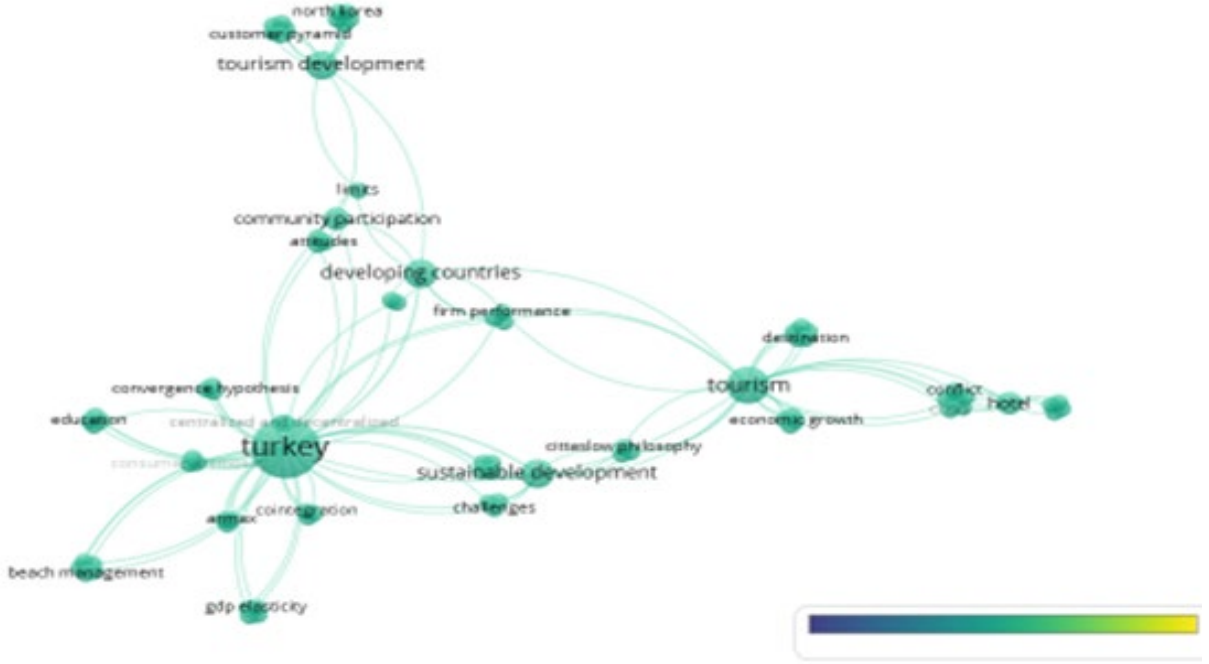 north korea
customer pyramid
tourism development
limits
community participation
attitudes
developing countries
firm performance
destination
tourism
convergence hypothesis
conflict
hotel
education
centralized and decentralized
economic growth
turkey
cittaslow philosophy
sustainable development
challenges
cointegration
armax
beach management
gdp elasticity